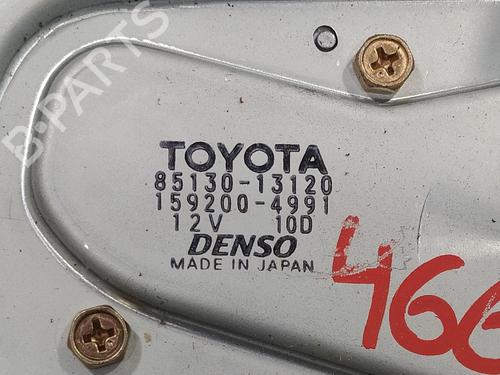 B-PARTS
TOYOTA
85130-13120
159200-4991
12V 10D
DENSO
MADE IN JAPAN
466